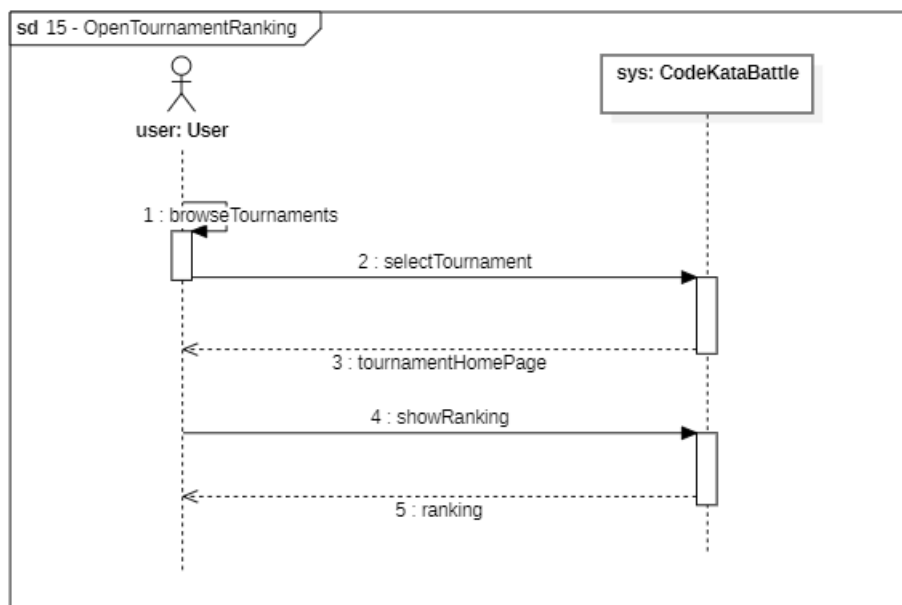 sd 15 - OpenTournamentRanking
sys: CodeKataBattle
user: User
1 : browseTournaments
2 : selectTournament
3 : tournamentHomePage
4 : showRanking
5 : ranking